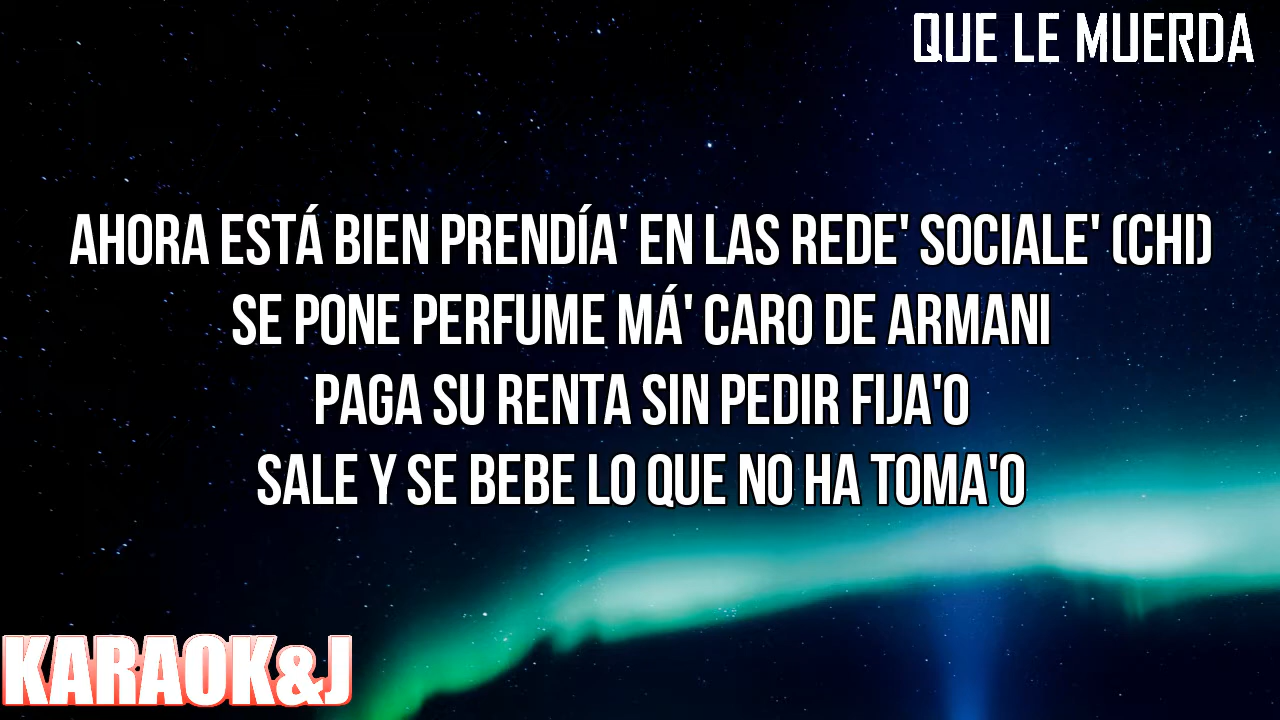 QUE LE MUERDA
AHORA ESTÁ BIEN PRENDÍA' EN LAS REDE' SOCIALE' (CHI)
SE PONE PERFUME MÁ' CARO DE ARMANI
PAGA SU RENTA SIN PEDIR FIJA'O
SALE Y SE BEBE LO QUE NO HA TOMA'O
KARAOK&J